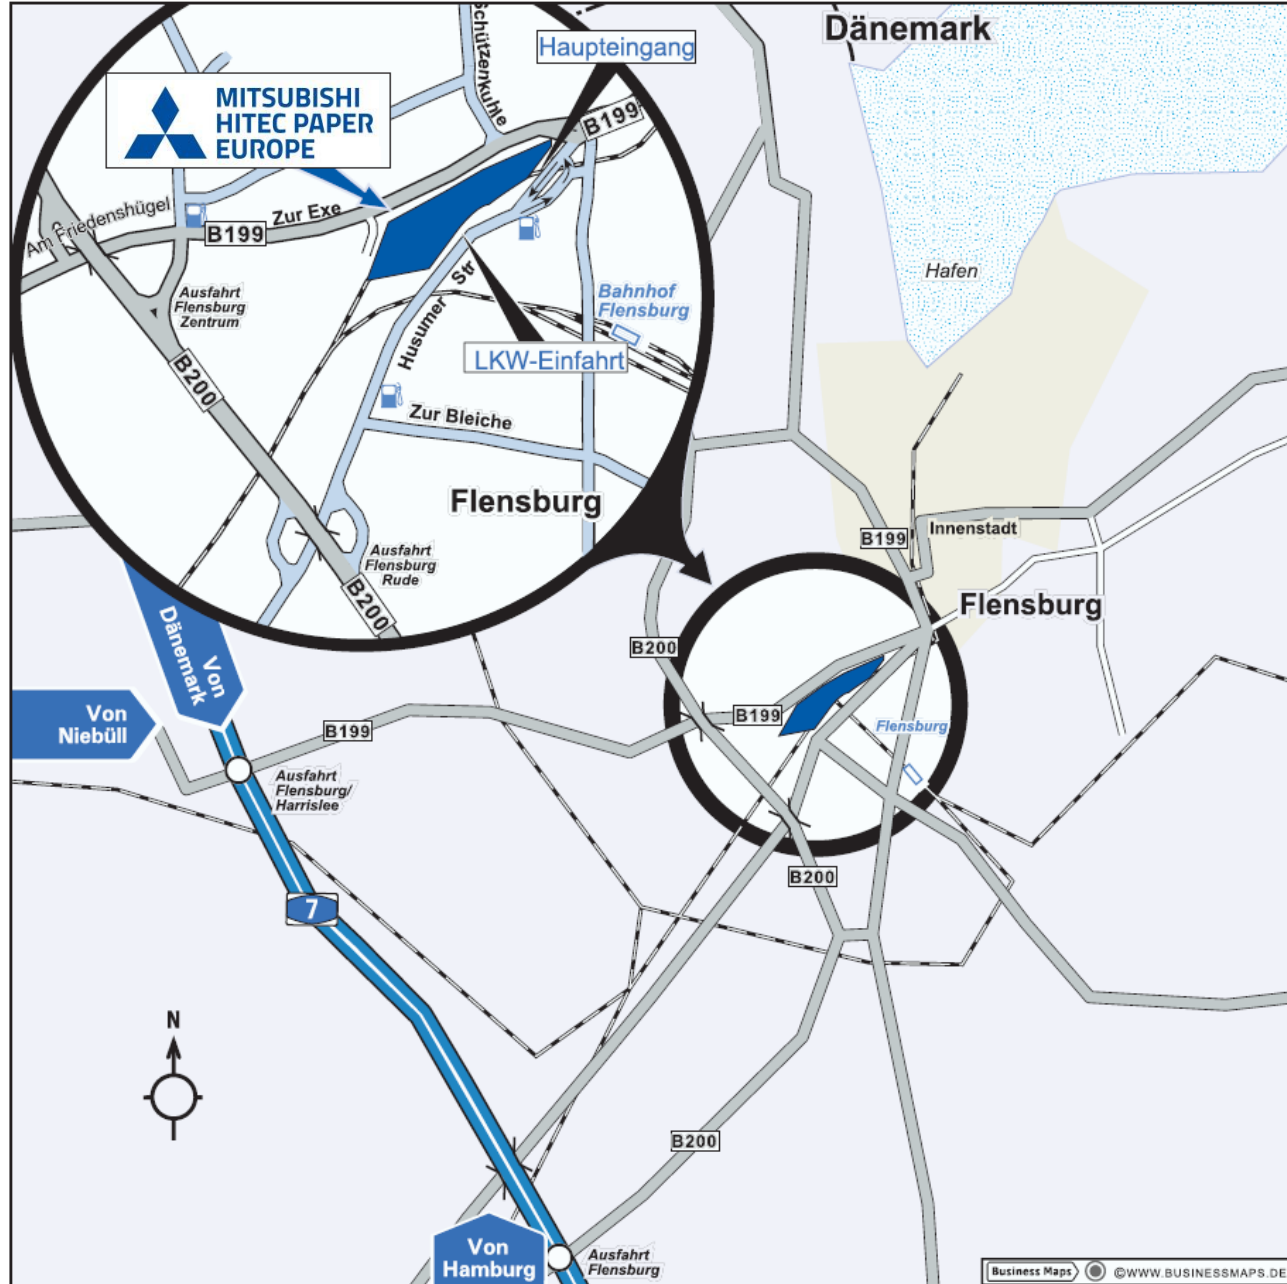 Dänemark
Haupteingang
Schützenkuhle
MITSUBISHI
HITEC PAPER
EUROPE
B199
Am Friedenshügel
Zur Exe
B199
Ausfahrt
Flensburg
Zentrum
Husumer Str
Bahnhof
Flensburg
LKW-Einfahrt
B200
Zur Bleiche
Flensburg
Ausfahrt
Flensburg
Rude
B200
Hafen
B199
Innenstadt
Flensburg
B200
B199
Flensburg
Von
Dänemark
Von
Niebüll
B199
Ausfahrt
Flensburg/
Harrislee
7
B200
N
B200
Von
Hamburg
Ausfahrt
Flensburg
Business Maps
©WWW.BUSINESSMAPS.DE